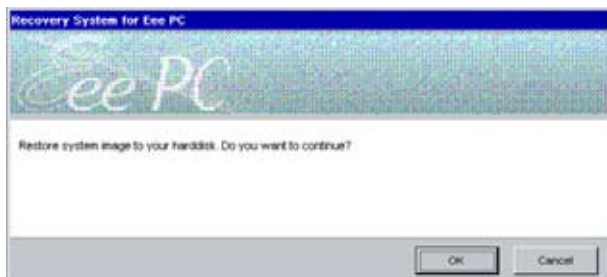 Recovery System for Eee PC
Eee PC
Restore system image to your harddisk. Do you want to continue?
OK
Cancel